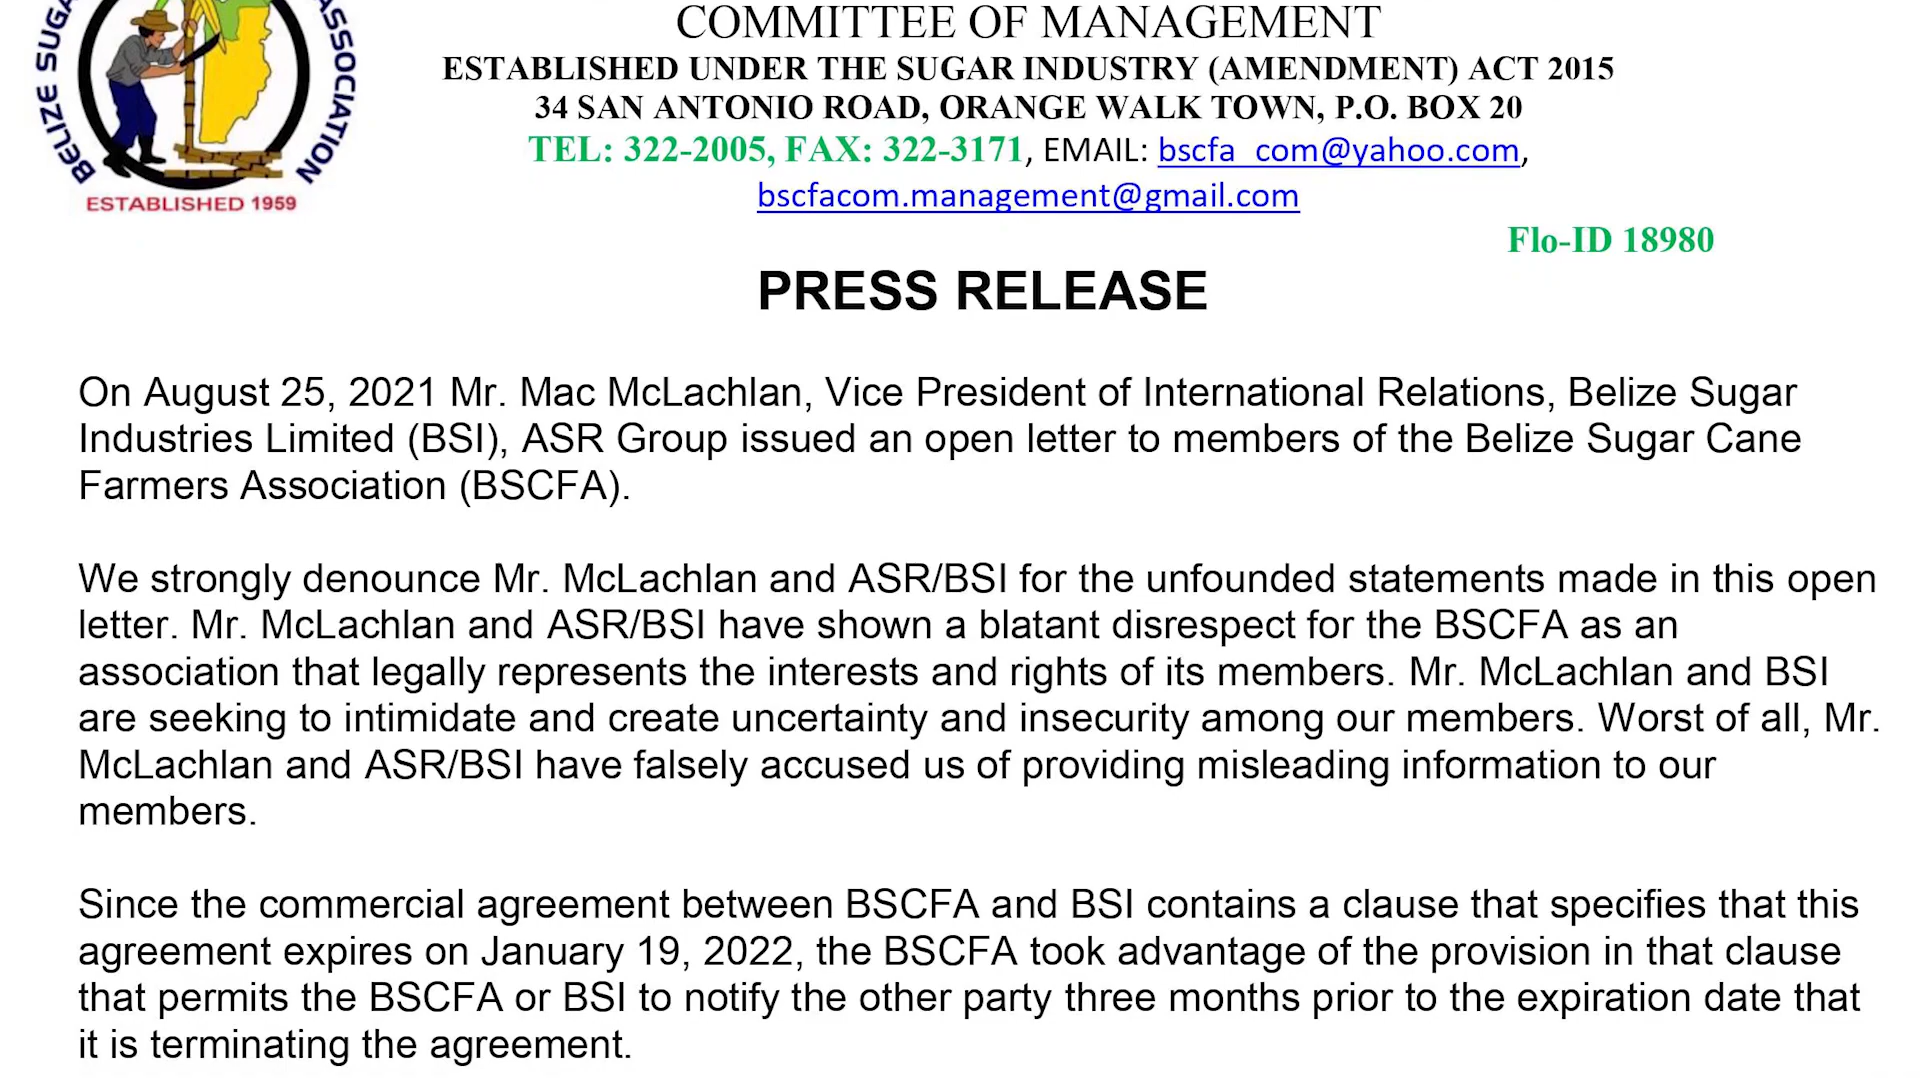 BELIZE SUGA
ASSOCIATION
ESTABLISHED 1959
COMMITTEE OF MANAGEMENT
ESTABLISHED UNDER THE SUGAR INDUSTRY (AMENDMENT) ACT 2015
34 SAN ANTONIO ROAD, ORANGE WALK TOWN, P.O. BOX 20
TEL: 322-2005, FAX: 322-3171, EMAIL: bscfa_com@yahoo.com,
bscfacom.management@gmail.com
Flo-ID 18980
PRESS RELEASE
On August 25, 2021 Mr. Mac McLachlan, Vice President of International Relations, Belize Sugar
Industries Limited (BSI), ASR Group issued an open letter to members of the Belize Sugar Cane
Farmers Association (BSCFA).
We strongly denounce Mr. McLachlan and ASR/BSI for the unfounded statements made in this open
letter. Mr. McLachlan and ASR/BSI have shown a blatant disrespect for the BSCFA as an
association that legally represents the interests and rights of its members. Mr. McLachlan and BSI
are seeking to intimidate and create uncertainty and insecurity among our members. Worst of all, Mr.
McLachlan and ASR/BSI have falsely accused us of providing misleading information to our
members.
Since the commercial agreement between BSCFA and BSI contains a clause that specifies that this
agreement expires on January 19, 2022, the BSCFA took advantage of the provision in that clause
that permits the BSCFA or BSI to notify the other party three months prior to the expiration date that
it is terminating the agreement.